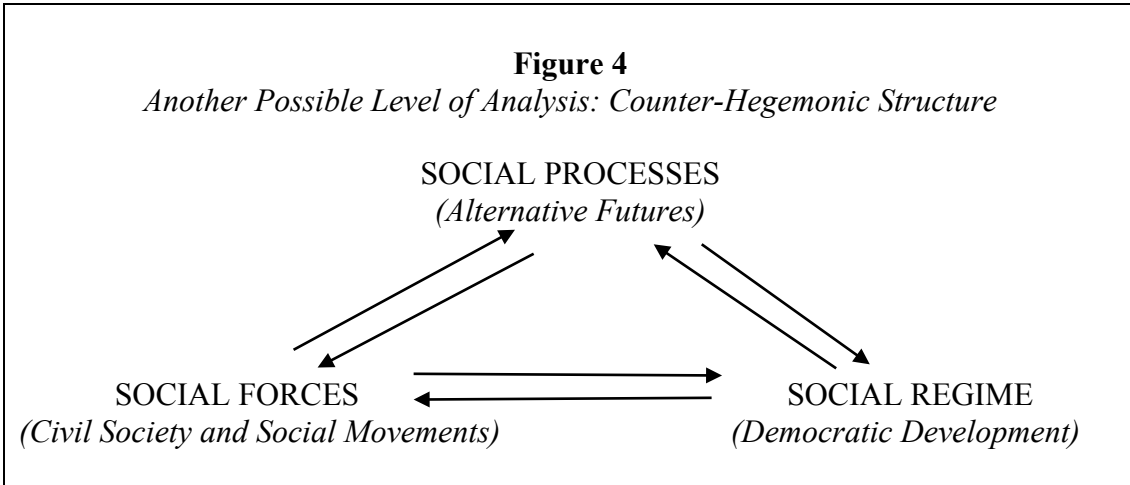 Figure 4
Another Possible Level of Analysis: Counter-Hegemonic Structure
SOCIAL PROCESSES
(Alternative Futures)
SOCIAL FORCES
(Civil Society and Social Movements)
SOCIAL REGIME
(Democratic Development)